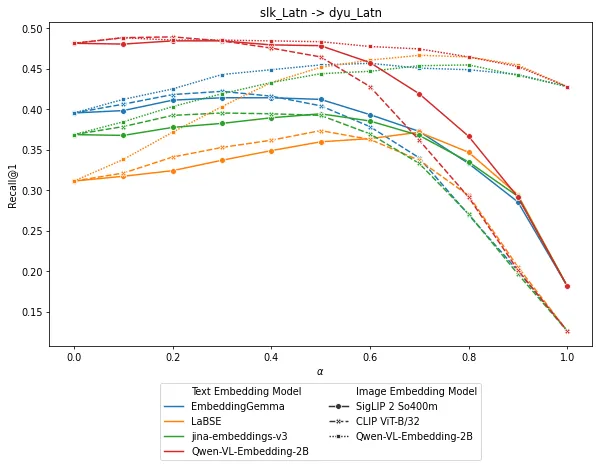 slk_Latn -> dyu_Latn
Recall@1
0.50
0.45
0.40
0.35
0.30
0.25
0.20
0.15
0.0
0.2
0.4
0.6
0.8
1.0
α
Text Embedding Model
EmbeddingGemma
LaBSE
jina-embeddings-v3
Qwen-VL-Embedding-2B
Image Embedding Model
SigLIP 2 So400m
CLIP ViT-B/32
Qwen-VL-Embedding-2B